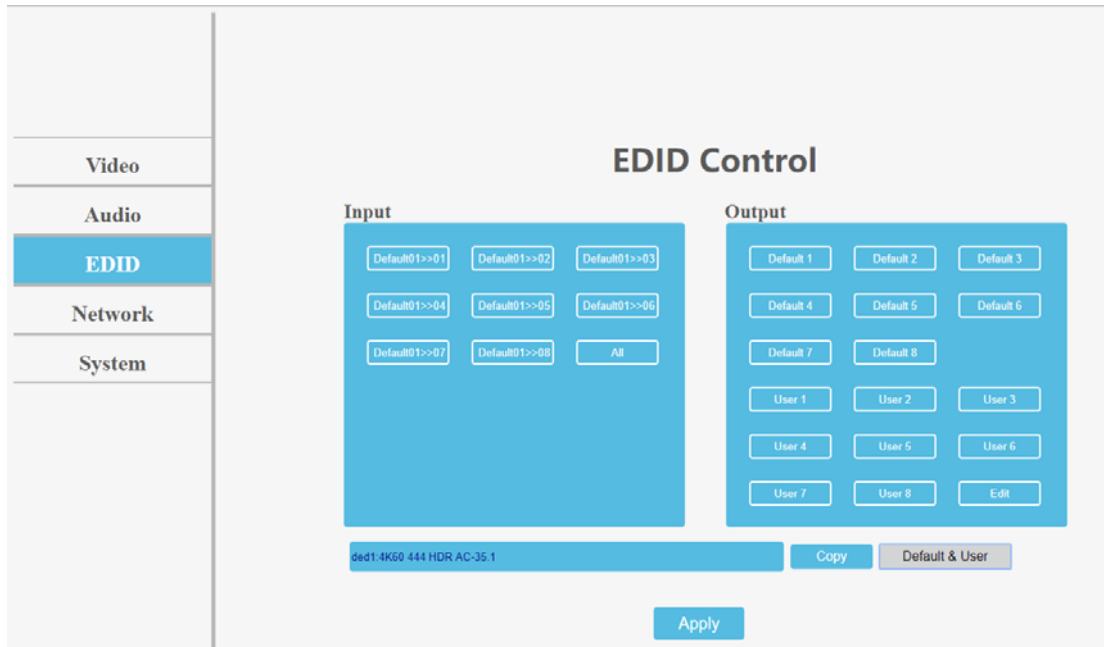 EDID Control
Video
Audio
EDID
Network
System
Input
Default01>>01 Default01>>02 Default01>>03
Default01>>04 Default01>>05 Default01>>06
Default01>>07 Default01>>08 All
Output
Default 1 Default 2 Default 3
Default 4 Default 5 Default 6
Default 7 Default 8
User 1 User 2 User 3
User 4 User 5 User 6
User 7 User 8 Edit
ded1:4K60 444 HDR AC-35.1
Copy Default & User
Apply